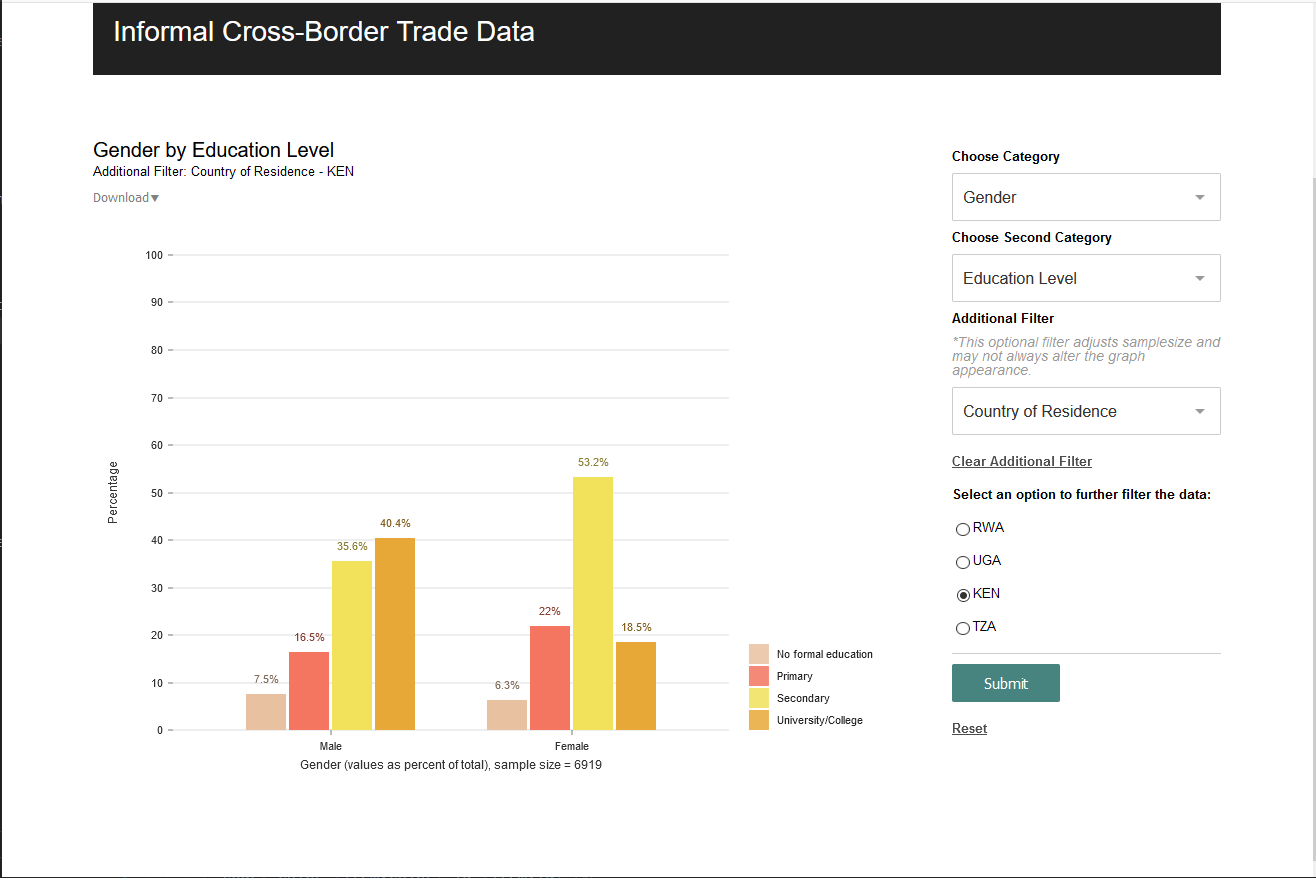 Informal Cross-Border Trade Data
Gender by Education Level
Additional Filter: Country of Residence - KEN
Download▼
100
90
80
70
60
50
40
30
20
10
0
Percentage
7.5%
16.5%
35.6%
40.4%
6.3%
22%
53.2%
18.5%
Male
Female
Gender (values as percent of total), sample size = 6919
No formal education
Primary
Secondary
University/College
Choose Category
Gender
Choose Second Category
Education Level
Additional Filter
*This optional filter adjusts samplesize and
may not always alter the graph
appearance.
Country of Residence
Clear Additional Filter
Select an option to further filter the data:
RWA
UGA
KEN
TZA
Submit
Reset